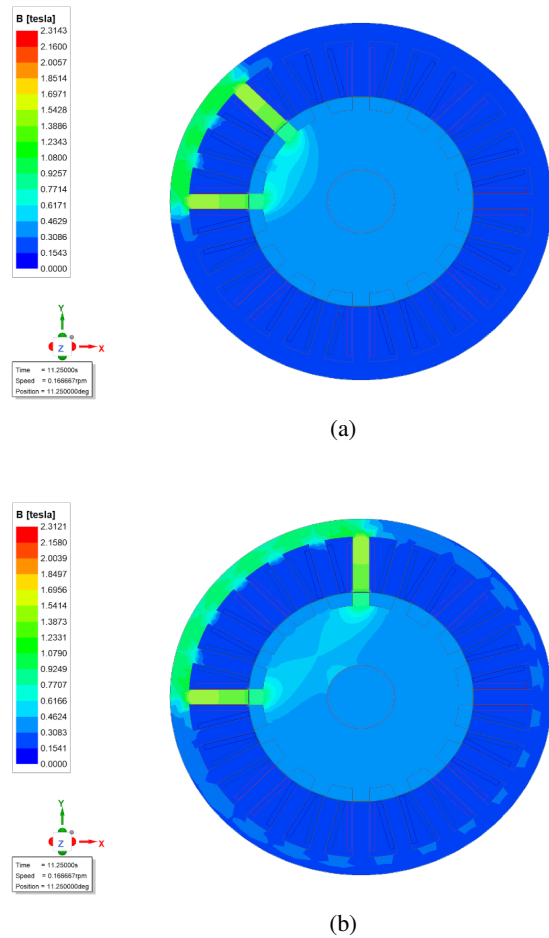 B [tesla]
2.3143
2.1600
2.0057
1.8514
1.6971
1.5428
1.3886
1.2343
1.0800
0.9257
0.7714
0.6171
0.4629
0.3086
0.1543
0.0000
Y
Z
X
Time = 11.25000s
Speed = 0.166667rpm
Position = 11.250000deg
(a)
B [tesla]
2.3121
2.1580
2.0039
1.8497
1.6956
1.5414
1.3873
1.2331
1.0790
0.9249
0.7707
0.6166
0.4624
0.3083
0.1541
0.0000
Y
Z
X
Time = 11.25000s
Speed = 0.166667rpm
Position = 11.250000deg
(b)